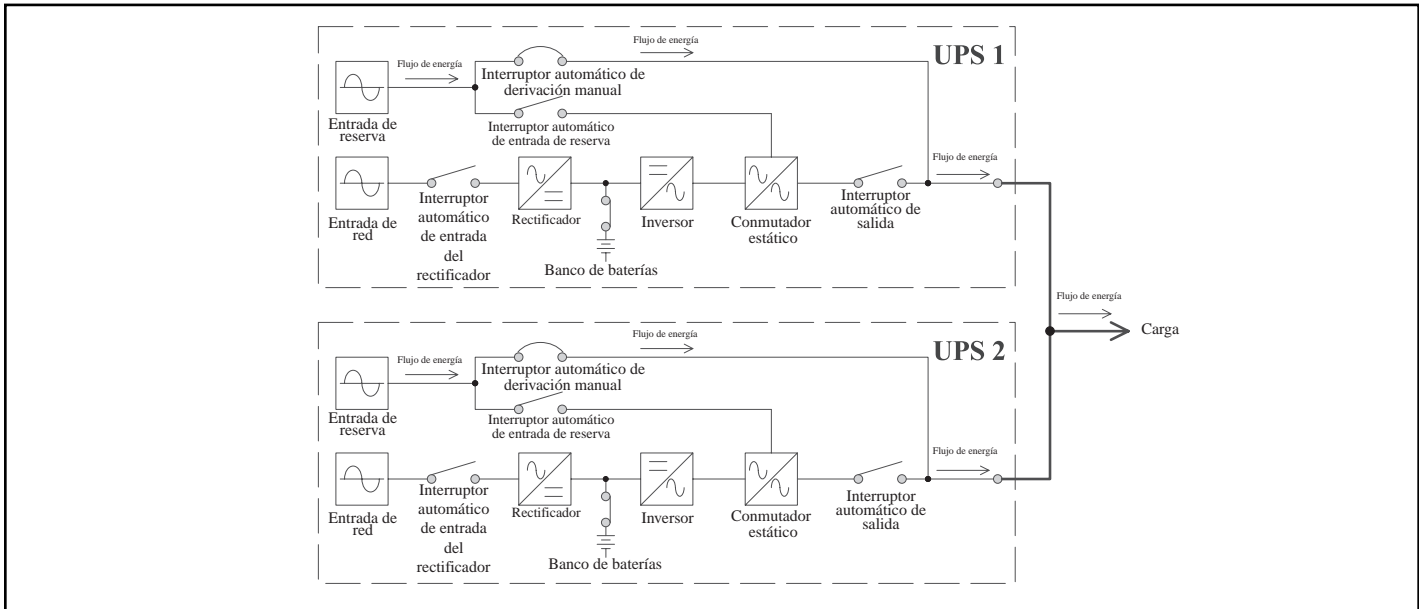 Flujo de energía
UPS 1
Flujo de energía
Interruptor automático de
derivación manual
Entrada de
reserva
Interruptor automático
de entrada de reserva
Flujo de energía
Entrada de
red
Interruptor
automático
de entrada
del
rectificador
Rectificador
Banco de baterías
Inversor
Conmutador
estático
Interruptor
automático de
salida
Flujo de energía
Carga
Flujo de energía
UPS 2
Flujo de energía
Interruptor automático de
derivación manual
Entrada de
reserva
Interruptor automático
de entrada de reserva
Flujo de energía
Entrada de
red
Interruptor
automático
de entrada
del
rectificador
Rectificador
Banco de baterías
Inversor
Conmutador
estático
Interruptor
automático de
salida